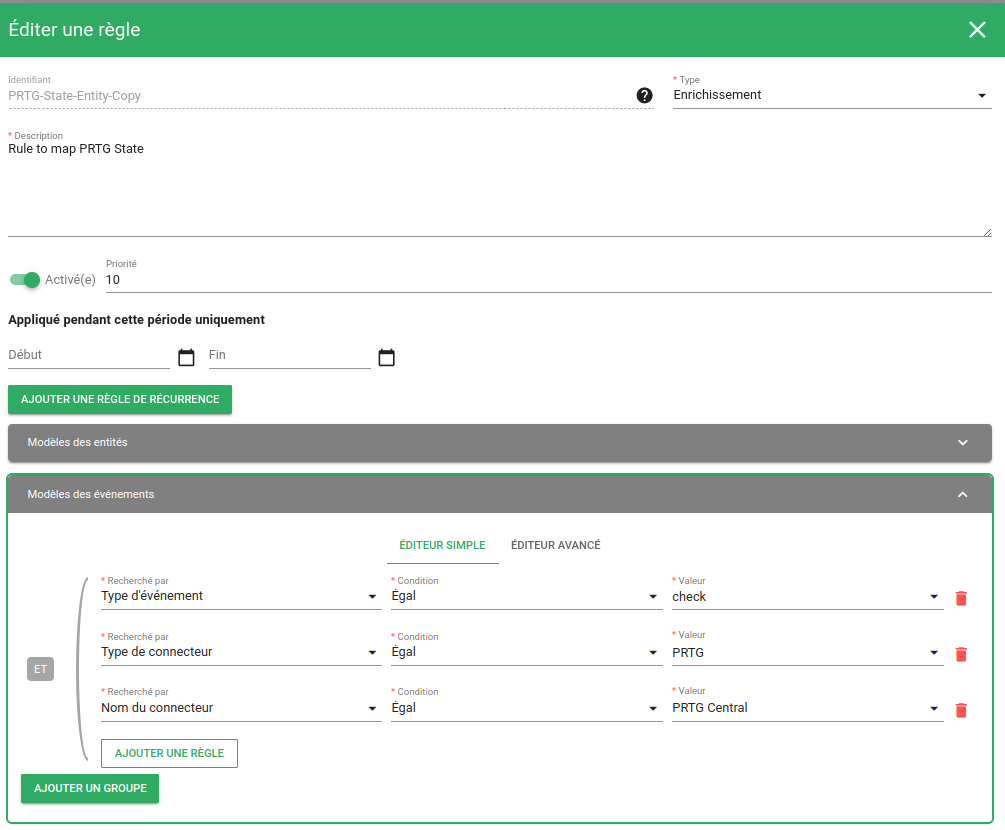 Éditer une règle
Identifiant
PRTG-State-Entity-Copy
* Type
Enrichissement
* Description
Rule to map PRTG State
Activé(e)
Priorité
10
Appliqué pendant cette période uniquement
Début
Fin
AJOUTER UNE RÈGLE DE RÉCURRENCE
Modèles des entités
Modèles des événements
ÉDITEUR SIMPLE
ÉDITEUR AVANCÉ
ET
* Recherché par
Type d'événement
* Condition
Égal
* Valeur
check
* Recherché par
Type de connecteur
* Condition
Égal
* Valeur
PRTG
* Recherché par
Nom du connecteur
* Condition
Égal
* Valeur
PRTG Central
AJOUTER UNE RÈGLE
AJOUTER UN GROUPE